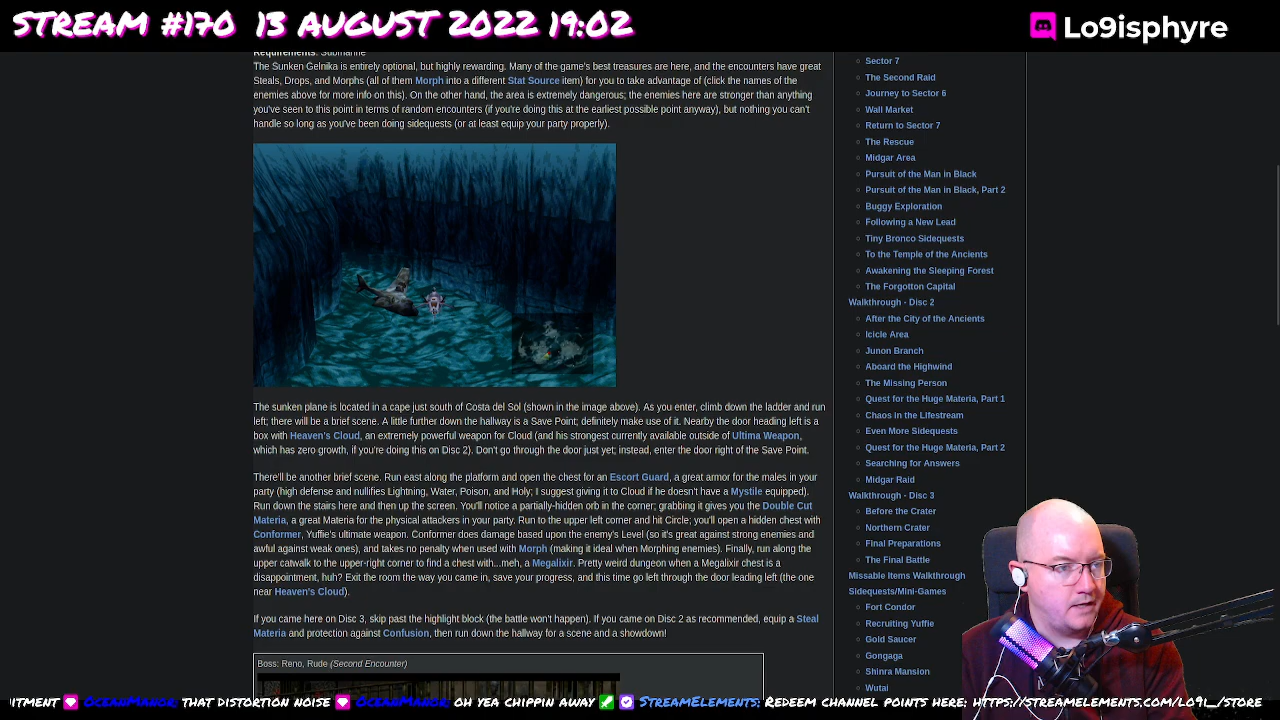 STREAM #170 13 AUGUST 2022 19:02
Lo9isphyre
Requirements: Submarine
The Sunken Gelnika is entirely optional, but highly rewarding. Many of the game's best treasures are here, and the encounters have great
Steals, Drops, and Morphs (all of them Morph into a different Stat Source item) for you to take advantage of (click the names of the
enemies above for more info on this). On the other hand, the area is extremely dangerous; the enemies here are stronger than anything
you've seen to this point in terms of random encounters (if you're doing this at the earliest possible point anyway), but nothing you can't
handle so long as you've been doing sidequests (or at least equip your party properly).
The sunken plane is located in a cape just south of Costa del Sol (shown in the image above). As you enter, climb down the ladder and run
left; there will be a brief scene. A little further down the hallway is a Save Point; definitely make use of it. Nearby the door heading left is a
box with Heaven's Cloud, an extremely powerful weapon for Cloud (and his strongest currently available outside of Ultima Weapon,
which has zero growth, if you're doing this on Disc 2). Don't go through the door just yet; instead, enter the door right of the Save Point.
There'll be another brief scene. Run east along the platform and open the chest for an Escort Guard, a great armor for the males in your
party (high defense and nullifies Lightning, Water, Poison, and Holy; I suggest giving it to Cloud if he doesn't have a Mystile equipped).
Run down the stairs here and then up the screen. You'll notice a partially-hidden orb in the corner; grabbing it gives you the Double Cut
Materia, a great Materia for the physical attackers in your party. Run to the upper left corner and hit Circle; you'll open a hidden chest with
Conformer, Yuffie's ultimate weapon. Conformer does damage based upon the enemy's Level (so it's great against strong enemies and
awful against weak ones), and takes no penalty when used with Morph (making it ideal when Morphing enemies). Finally, run along the
upper catwalk to the upper-right corner to find a chest with...meh, a Megalixir. Pretty weird dungeon when a Megalixir chest is a
disappointment, huh? Exit the room the way you came in, save your progress, and this time go left through the door leading left (the one
near Heaven's Cloud).
If you came here on Disc 3, skip past the highlight block (the battle won't happen). If you came on Disc 2 as recommended, equip a Steal
Materia and protection against Confusion, then run down the hallway for a scene and a showdown!
Boss: Reno, Rude (Second Encounter)
Sector 7
The Second Raid
Journey to Sector 6
Wall Market
Return to Sector 7
The Rescue
Midgar Area
Pursuit of the Man in Black
Pursuit of the Man in Black, Part 2
Buggy Exploration
Following a New Lead
Tiny Bronco Sidequests
To the Temple of the Ancients
Awakening the Sleeping Forest
The Forgotton Capital
Walkthrough - Disc 2
After the City of the Ancients
Icicle Area
Junon Branch
Aboard the Highwind
The Missing Person
Quest for the Huge Materia, Part 1
Chaos in the Lifestream
Even More Sidequests
Quest for the Huge Materia, Part 2
Searching for Answers
Midgar Raid
Walkthrough - Disc 3
Before the Crater
Northern Crater
Final Preparations
The Final Battle
Missable Items Walkthrough
Sidequests/Mini-Games
Fort Condor
Recruiting Yuffie
Gold Saucer
Gongaga
Shinra Mansion
Wutai
ITMENT OceanManor: THAT DISTORTION NOISE OceanManor: OH YEA CHIPPIN AWAY StreamElements: REDEEM CHANNEL POINTS HERE: HTTPS://STREAMELEMENTS.COM/LO9I_/STORE